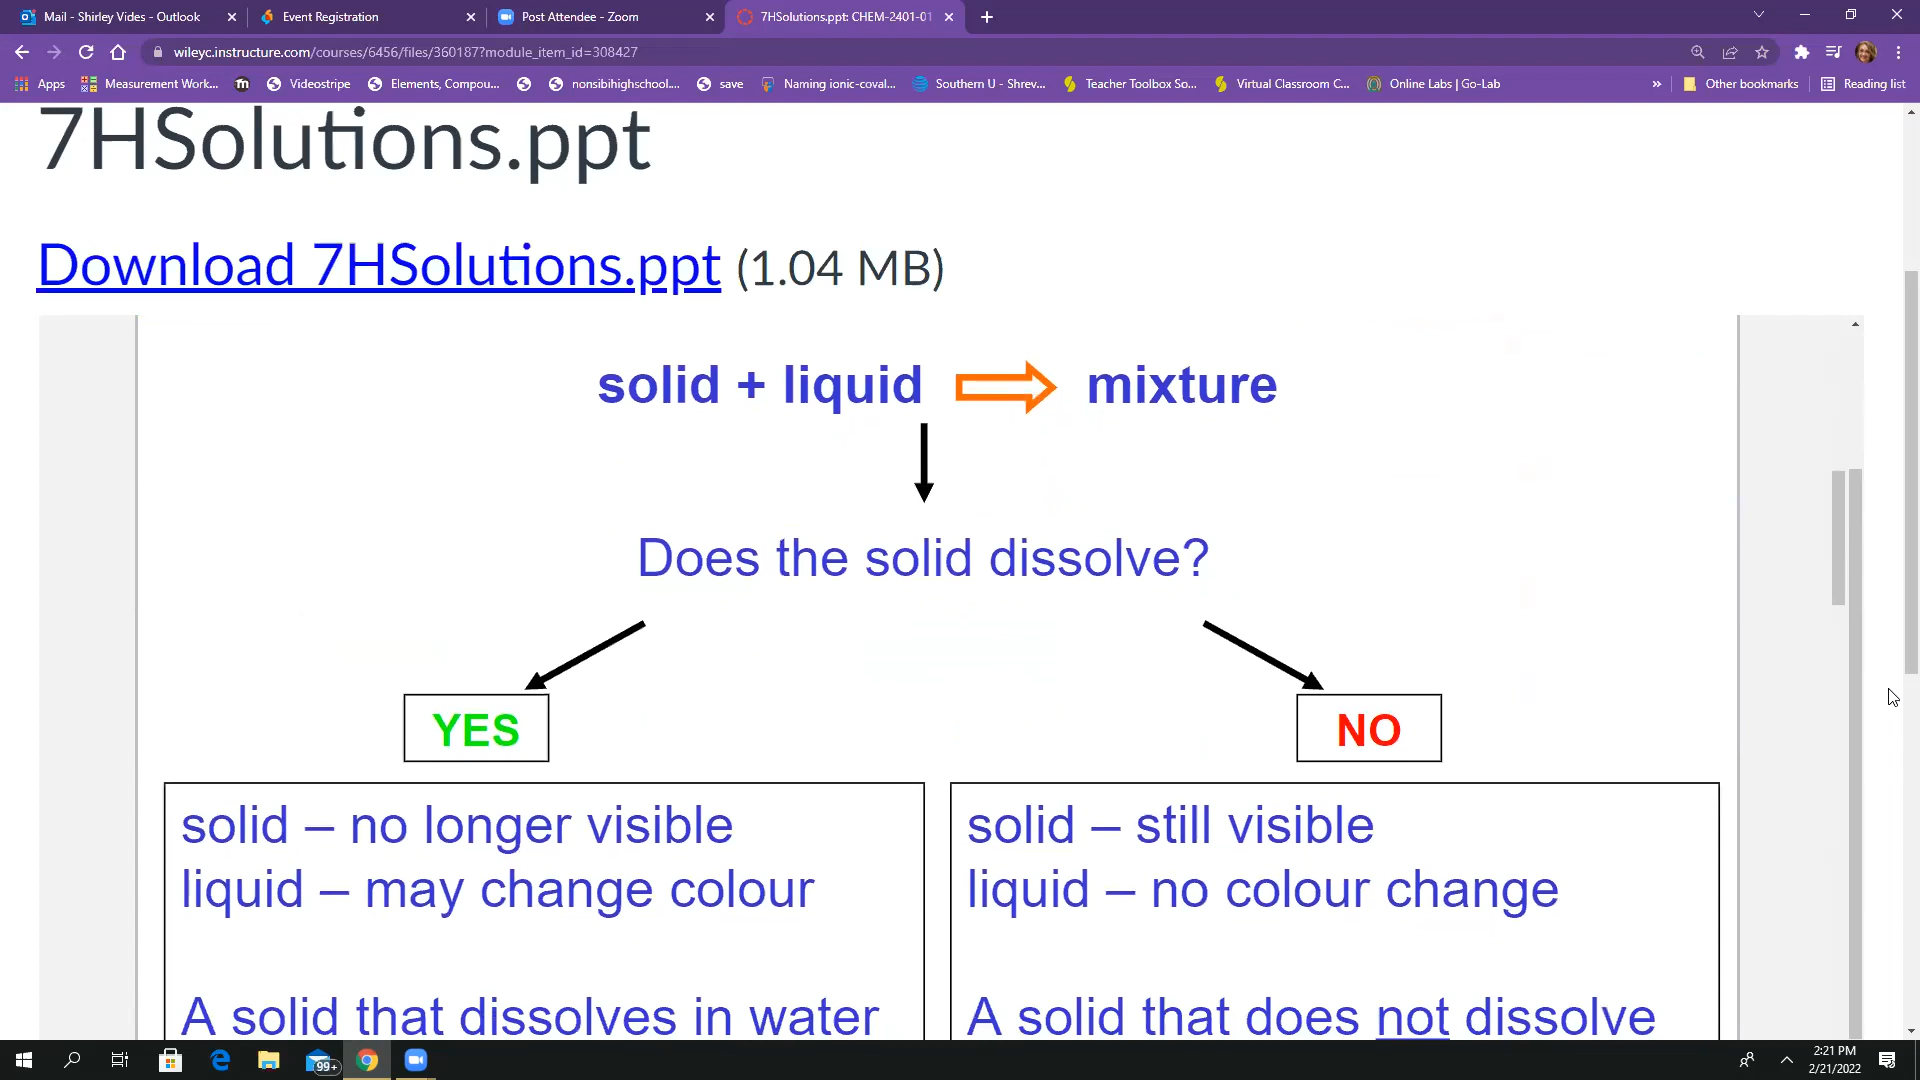 Mail - Shirley Vides - Outlook
Event Registration
Post Attendee - Zoom
7HSolutions.ppt: CHEM-2401-01
wileyc.instructure.com/courses/6456/files/360187?module_item_id=308427
Apps
Measurement Work...
Videostripe
Elements, Compou...
nonsibihighschool....
save
Naming ionic-coval...
Southern U - Shrev...
Teacher Toolbox So...
Virtual Classroom C...
Online Labs | Go-Lab
Other bookmarks
Reading list
7HSolutions.ppt
Download 7HSolutions.ppt (1.04 MB)
solid + liquid mixture
Does the solid dissolve?
YES
NO
solid – no longer visible
liquid – may change colour
A solid that dissolves in water
solid – still visible
liquid – no colour change
A solid that does not dissolve
99+
2:21 PM
2/21/2022